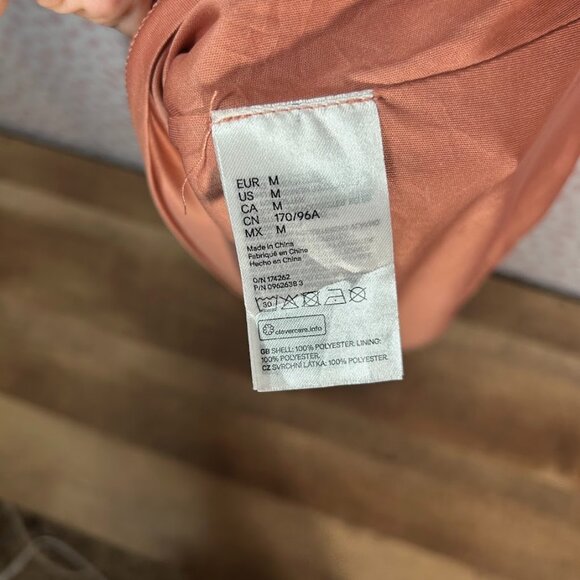 EUR M
US M
CA M
CN 170/96A
MX M
Made in China
Fabriqué en Chine
Hecho en China
O/N 174262
P/N 0962638 3
30
clevercare.info
GB SHELL: 100% POLYESTER. LINING:
100% POLYESTER.
CZ SVRCHNÍ LÁTKA: 100% POLYESTER.